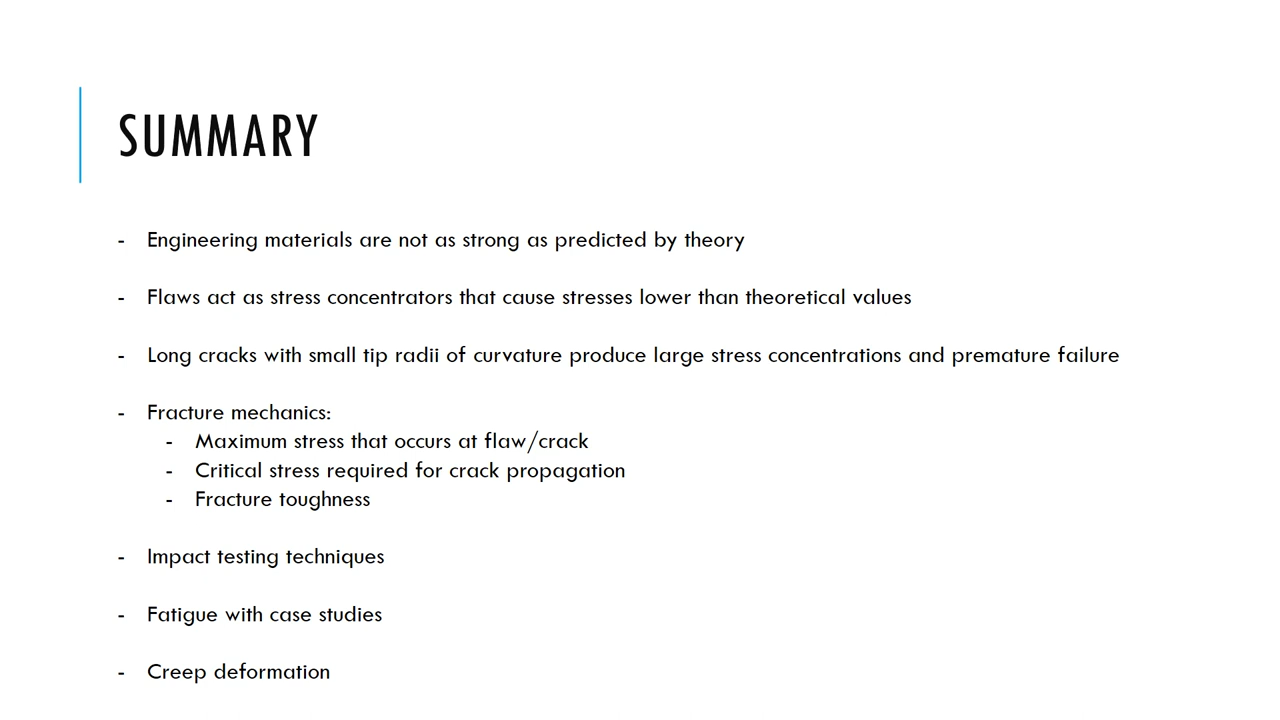 SUMMARY
- Engineering materials are not as strong as predicted by theory
- Flaws act as stress concentrators that cause stresses lower than theoretical values
- Long cracks with small tip radii of curvature produce large stress concentrations and premature failure
- Fracture mechanics:
- Maximum stress that occurs at flaw/crack
- Critical stress required for crack propagation
- Fracture toughness
- Impact testing techniques
- Fatigue with case studies
- Creep deformation